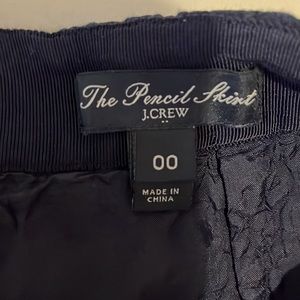 The Pencil Skirt
J.CREW
00
MADE IN
CHINA